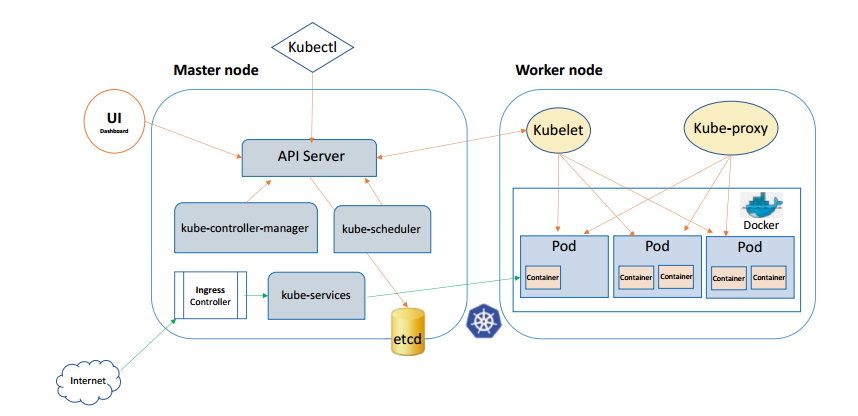 Kubectl
Master node
Worker node
UI
Dashboard
API Server
Kubelet
Kube-proxy
Docker
kube-controller-manager
kube-scheduler
Pod
Pod
Pod
Container
Container
Container
Container
Container
Ingress
Controller
kube-services
etcd
Internet